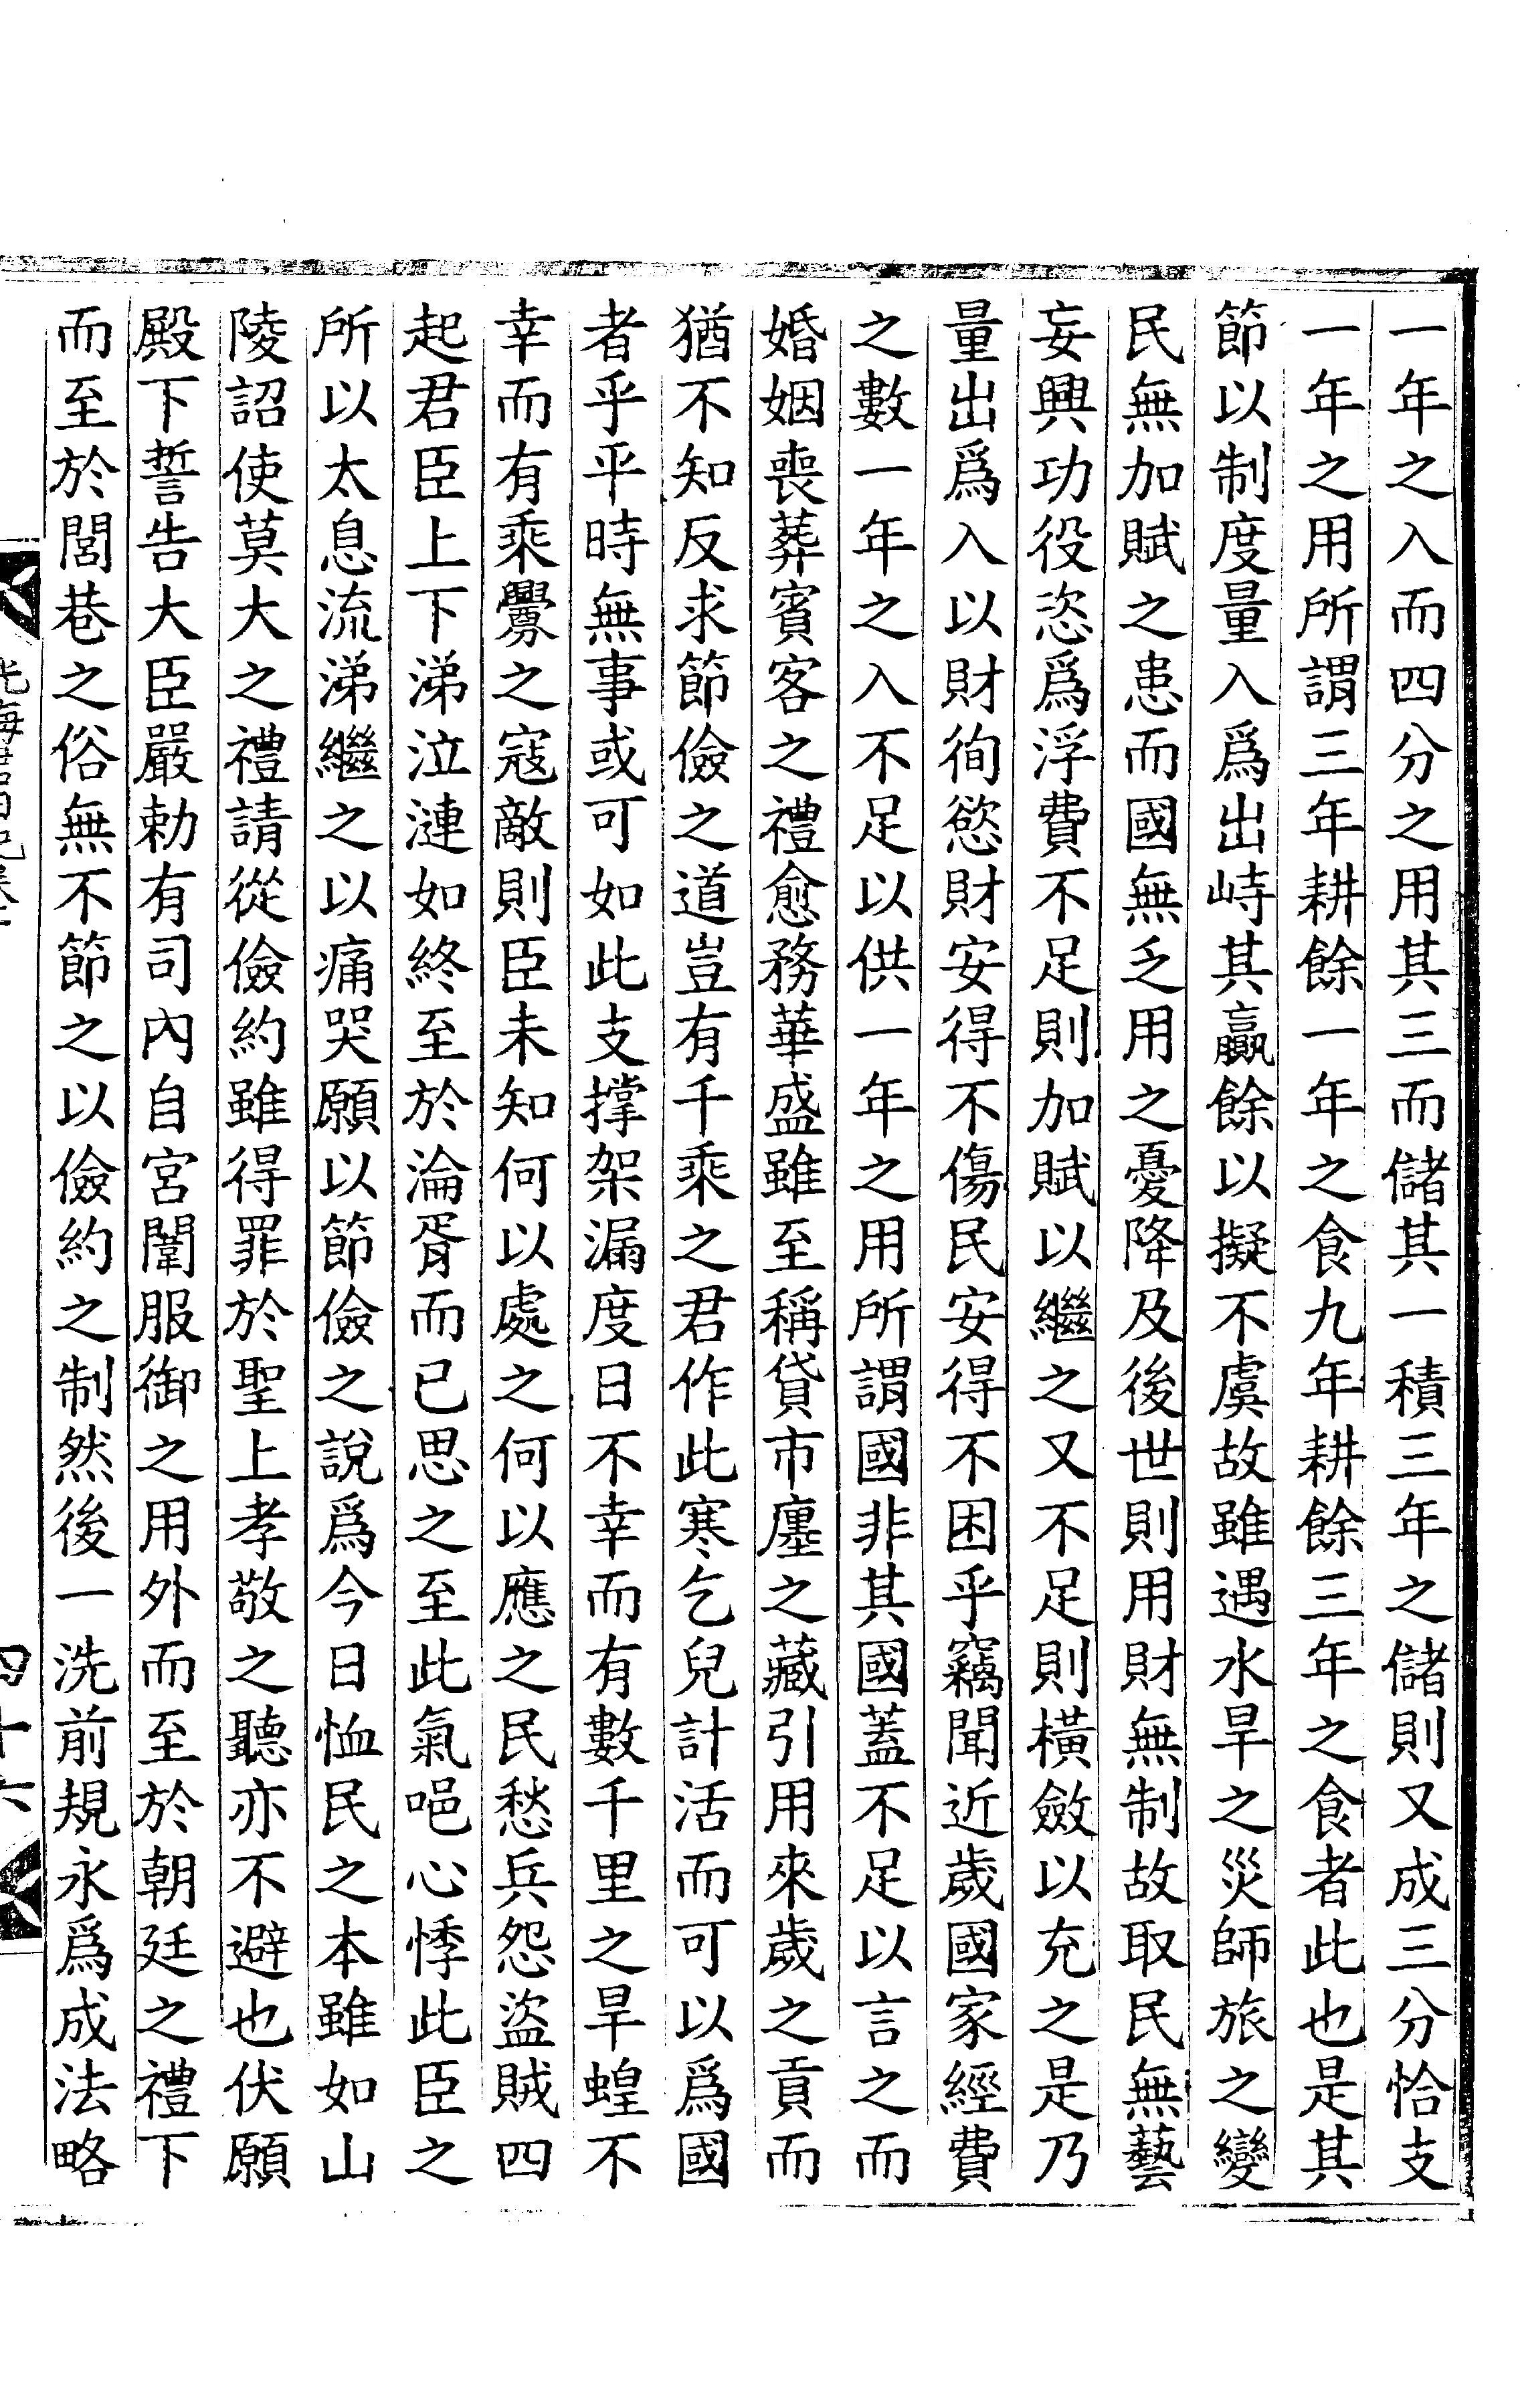 一年之入而四分之用其三而儲其一積三年之儲則又成三分恰支
一年之用所謂三年耕餘一年之食九年耕餘三年之食者此也是其
節以制度量入爲出峙其贏餘以擬不虞故雖遇水旱之災師旅之變
民無加賦之患而國無乏用之憂降及後世則用財無制故取民無藝
妄興功役恣爲浮費不足則加賦以繼之又不足則橫斂以充之是乃
量出爲入以財徇慾財安得不傷民安得不困乎竊聞近歲國家經費
之數一年之入不足以供一年之用所謂國非其國蓋不足以言之而
婚姻喪葬賓客之禮愈務華盛雖至稱貸市廛之藏引用來歲之貢而
猶不知反求節儉之道豈有千乘之君作此寒乞兒計活而可以爲國
者乎平時無事或可如此支撐架漏度日不幸而有數千里之旱蝗不
幸而有乘釁之寇敵則臣未知何以處之何以應之民愁兵怨盜賊四
起君臣上下涕泣漣如終至於淪胥而已思之至此氣唈心悸此臣之
所以太息流涕繼之以痛哭願以節儉之說爲今日恤民之本雖如山
陵詔使莫大之禮請從儉約雖得罪於聖上孝敬之聽亦不避也伏願
殿下誓告大臣嚴勅有司內自宮闈服御之用外而至於朝廷之禮下
而至於閭巷之俗無不節之以儉約之制然後一洗前規永爲成法略